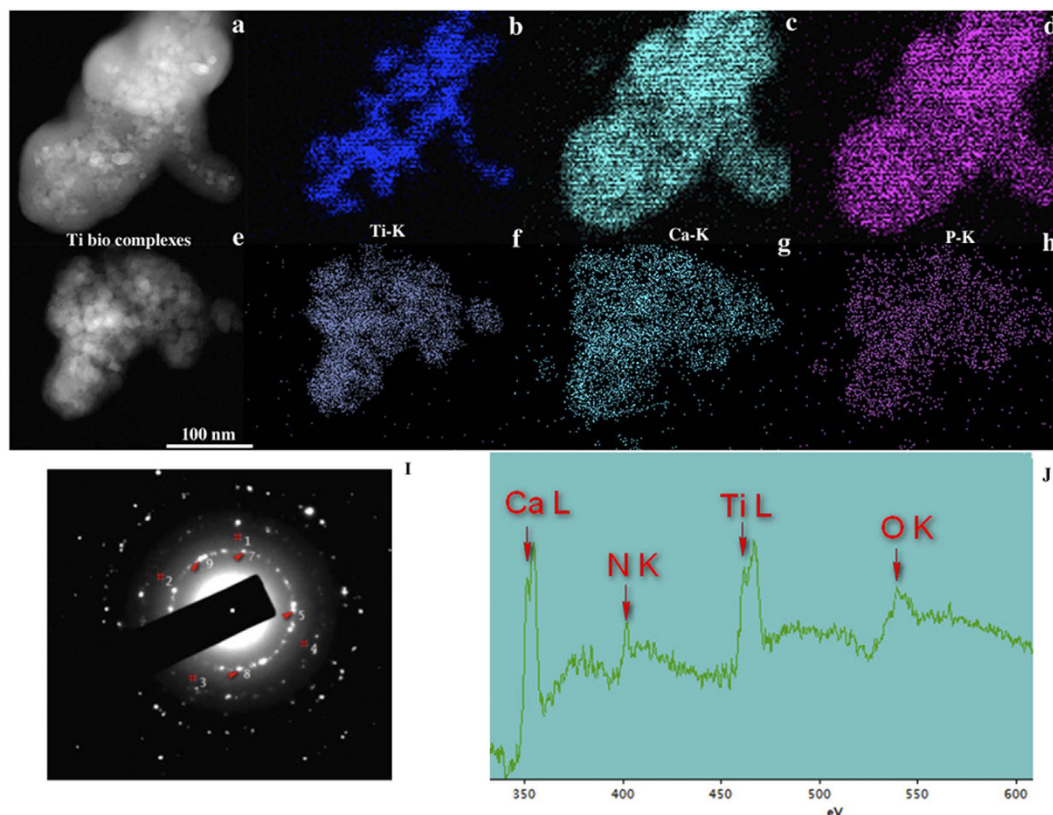 a b c d
Ti bio complexes e Ti-K f Ca-K g P-K h
100 nm
I
1
7
9
2
5
4
3
8
J
Ca L
Ti L
O K
N K
350 400 450 500 550 600
eV